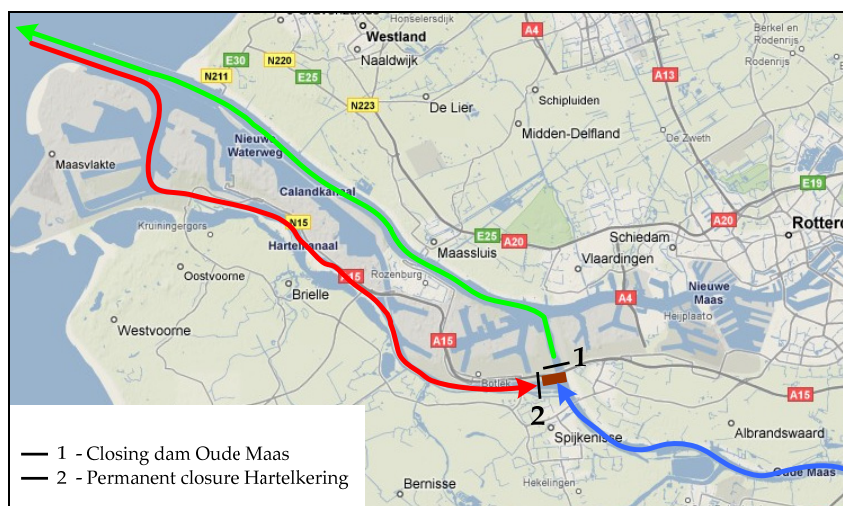 Honselersdijk
Westland
A4
Berkel en
Rodenrijs
E30
N220
Naaldwijk
N211
E25
A13
N223
De Lier
Schipluiden
Nieuwe
Waterweg
Midden-Delfland
De Zweth
Maasvlakte
Calandkanaal
E19
Kruiningergors
N15
Hartelkanaal
Maassluis
E25
A20
Schiedam
A20
Rotterd
Oostvoorne
A15
Rozenburg
Vlaardingen
Brielle
A4
Nieuwe
Maas
Heijplaato
Westvoorne
A15
1
Botlek
2
A15
Spijkenisse
Albrandswaard
1 - Closing dam Oude Maas
2 - Permanent closure Hartelkering
Oude Maas
Bernisse
Hekelingen